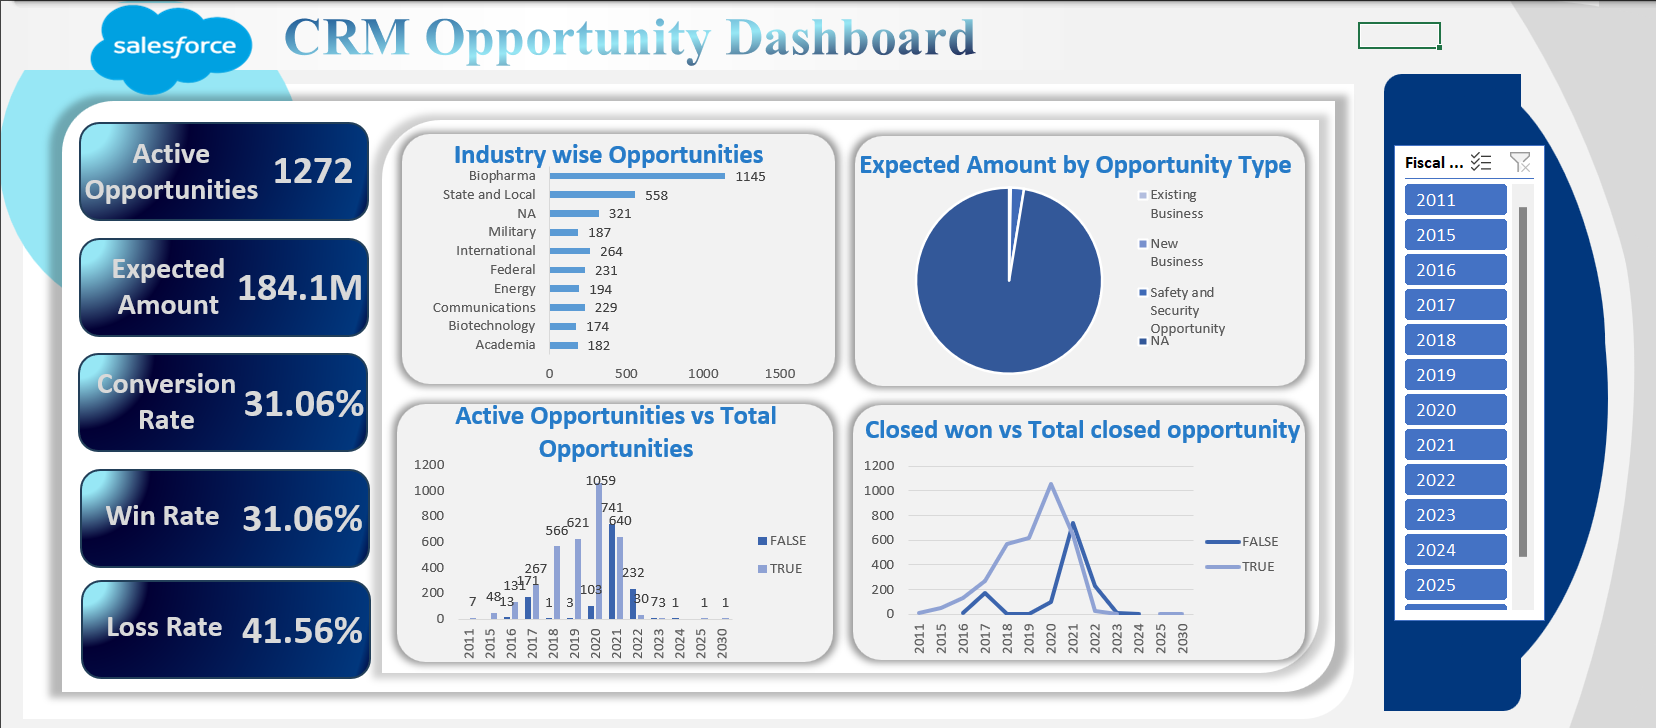 salesforce
CRM Opportunity Dashboard
Active
Opportunities
1272
Expected
Amount
184.1M
Conversion
Rate
31.06%
Win Rate
31.06%
Loss Rate
41.56%
Industry wise Opportunities
Biopharma 1145
State and Local 558
NA 321
Military 187
International 264
Federal 231
Energy 194
Communications 229
Biotechnology 174
Academia 182
0 500 1000 1500
Expected Amount by Opportunity Type
Existing
Business
New
Business
Safety and
Security
Opportunity
NA
Active Opportunities vs Total
Opportunities
1200
1000
800
600
400
200
0
7
48
13
131
171
267
1
566
3
621
103
1059
741
640
232
30
7
3
1
1
1
2011 2015 2016 2017 2018 2019 2020 2021 2022 2023 2024 2025 2030
FALSE
TRUE
Closed won vs Total closed opportunity
1200
1000
800
600
400
200
0
2011 2015 2016 2017 2018 2019 2020 2021 2022 2023 2024 2025 2030
FALSE
TRUE
Fiscal ...
2011
2015
2016
2017
2018
2019
2020
2021
2022
2023
2024
2025